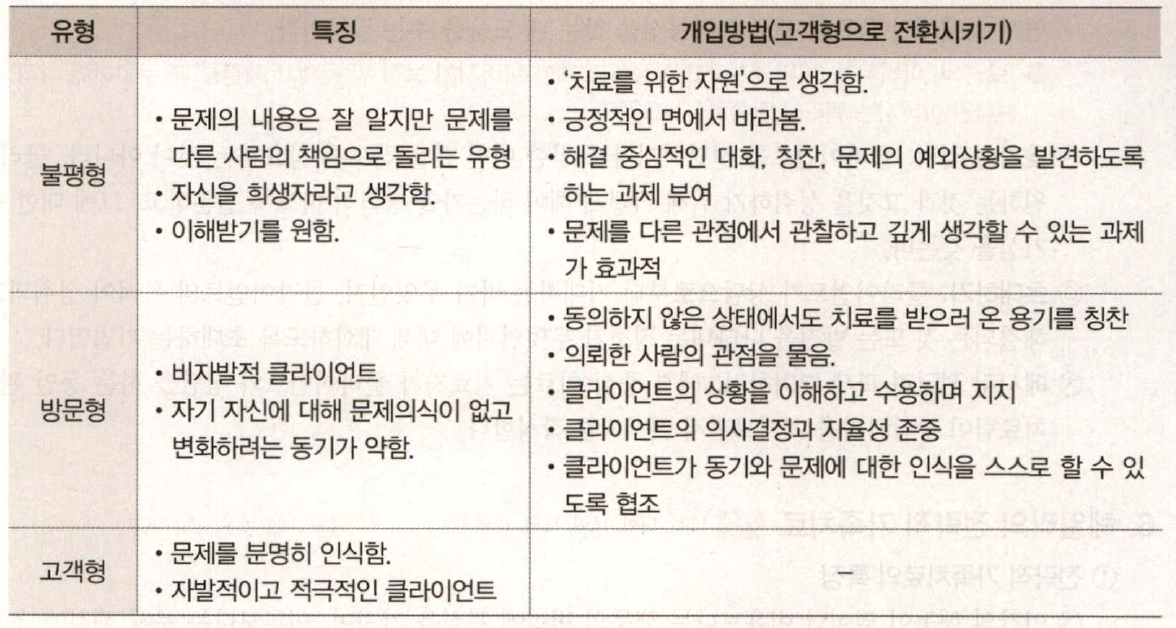 유형 특징 개입방법(고객형으로 전환시키기)
불평형
• 문제의 내용은 잘 알지만 문제를
다른 사람의 책임으로 돌리는 유형
• 자신을 희생자라고 생각함.
• 이해받기를 원함.
• '치료를 위한 자원'으로 생각함.
• 긍정적인 면에서 바라봄.
• 해결 중심적인 대화, 칭찬, 문제의 예외상황을 발견하도록
하는 과제 부여
• 문제를 다른 관점에서 관찰하고 깊게 생각할 수 있는 과제
가 효과적
방문형
• 비자발적 클라이언트
• 자기 자신에 대해 문제의식이 없고
변화하려는 동기가 약함.
• 동의하지 않은 상태에서도 치료를 받으러 온 용기를 칭찬
• 의뢰한 사람의 관점을 물음.
• 클라이언트의 상황을 이해하고 수용하며 지지
• 클라이언트의 의사결정과 자율성 존중
• 클라이언트가 동기와 문제에 대한 인식을 스스로 할 수 있
도록 협조
고객형
• 문제를 분명히 인식함.
• 자발적이고 적극적인 클라이언트
–